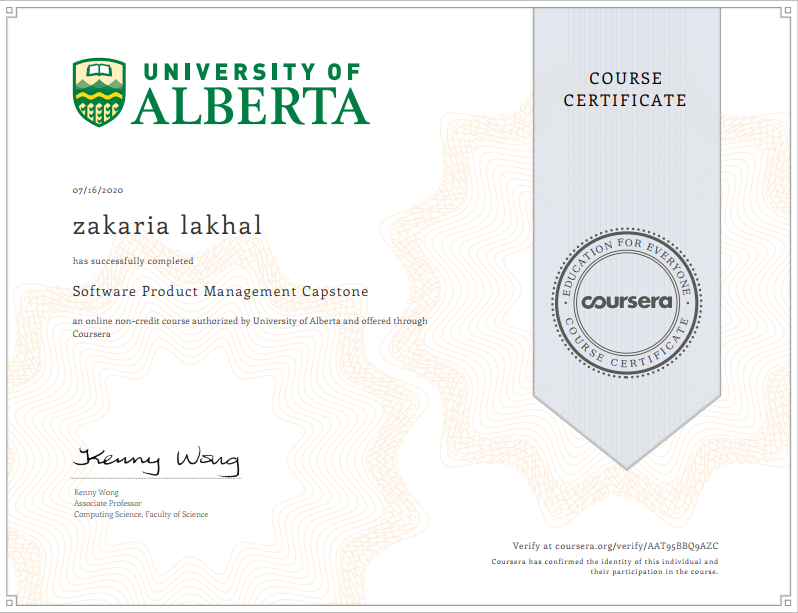 UNIVERSITY OF
ALBERTA
COURSE
CERTIFICATE
07/16/2020
zakaria lakhal
has successfully completed
Software Product Management Capstone
an online non-credit course authorized by University of Alberta and offered through
Coursera
EDUCATION FOR EVERYONE
coursera
COURSE CERTIFICATE
Kenny Wong
Kenny Wong
Associate Professor
Computing Science, Faculty of Science
Verify at coursera.org/verify/AAT95BBQ9AZC
Coursera has confirmed the identity of this individual and
their participation in the course.